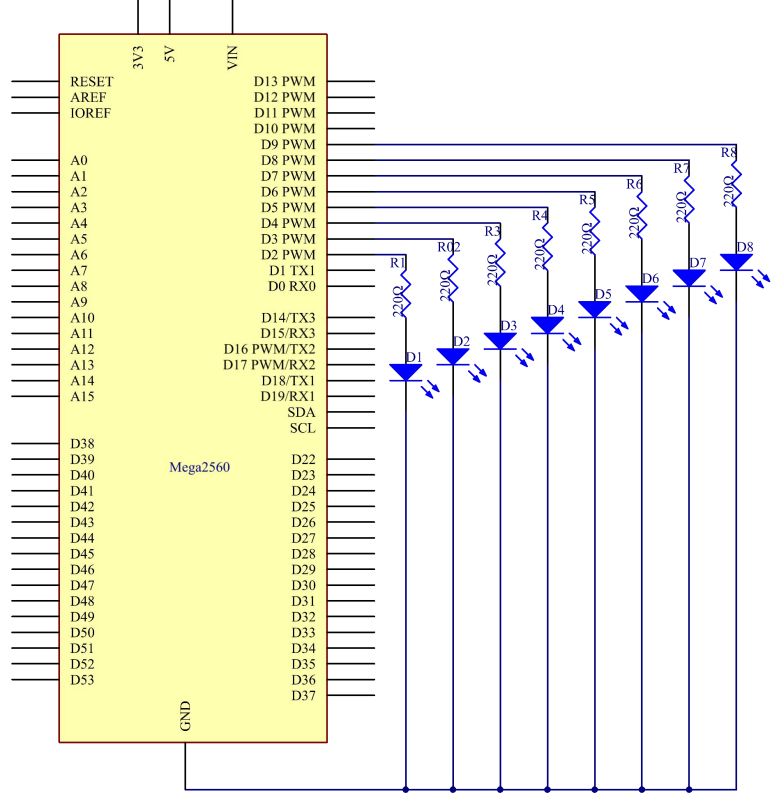 3V3
5V
VIN
RESET
AREF
IOREF
A0
A1
A2
A3
A4
A5
A6
A7
A8
A9
A10
A11
A12
A13
A14
A15
D38
D39
D40
D41
D42
D43
D44
D45
D46
D47
D48
D49
D50
D51
D52
D53
Mega2560
GND
D13 PWM
D12 PWM
D11 PWM
D10 PWM
D9 PWM
D8 PWM
D7 PWM
D6 PWM
D5 PWM
D4 PWM
D3 PWM
D2 PWM
D1 TX1
D0 RX0
D14/TX3
D15/RX3
D16 PWM/TX2
D17 PWM/RX2
D18/TX1
D19/RX1
SDA
SCL
D22
D23
D24
D25
D26
D27
D28
D29
D30
D31
D32
D33
D34
D35
D36
D37
R1
220Ω
D1
R02
220Ω
D2
R3
220Ω
D3
R4
220Ω
D4
R5
220Ω
D5
R6
220Ω
D6
R7
220Ω
D7
R8
220Ω
D8